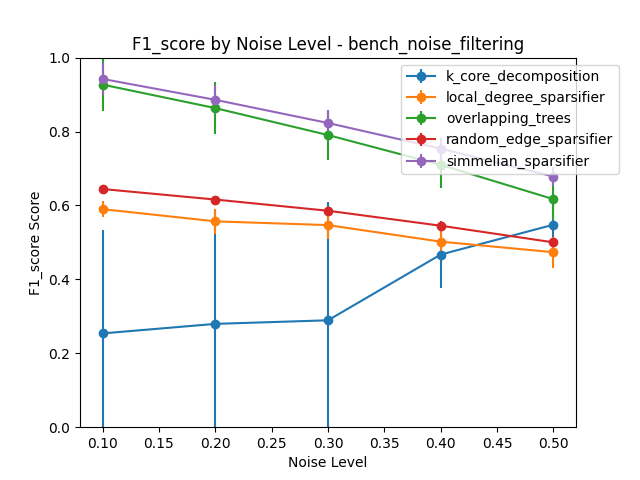 F1_score by Noise Level - bench_noise_filtering
k_core_decomposition
local_degree_sparsifier
overlapping_trees
random_edge_sparsifier
simmelian_sparsifier
F1_score Score
1.0
0.8
0.6
0.4
0.2
0.0
0.10 0.15 0.20 0.25 0.30 0.35 0.40 0.45 0.50
Noise Level